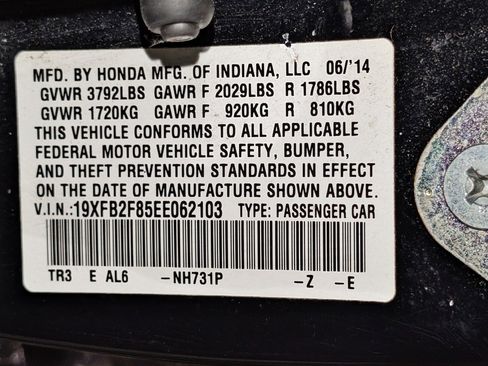 MFD. BY HONDA MFG. OF INDIANA, LLC 06/'14
GVWR 3792LBS GAWR F 2029LBS R 1786LBS
GVWR 1720KG GAWR F 920KG R 810KG
THIS VEHICLE CONFORMS TO ALL APPLICABLE
FEDERAL MOTOR VEHICLE SAFETY, BUMPER,
AND THEFT PREVENTION STANDARDS IN EFFECT
ON THE DATE OF MANUFACTURE SHOWN ABOVE.
V.I.N.:19XFB2F85EE062103 TYPE: PASSENGER CAR
TR3 E AL6 -NH731P -Z -E